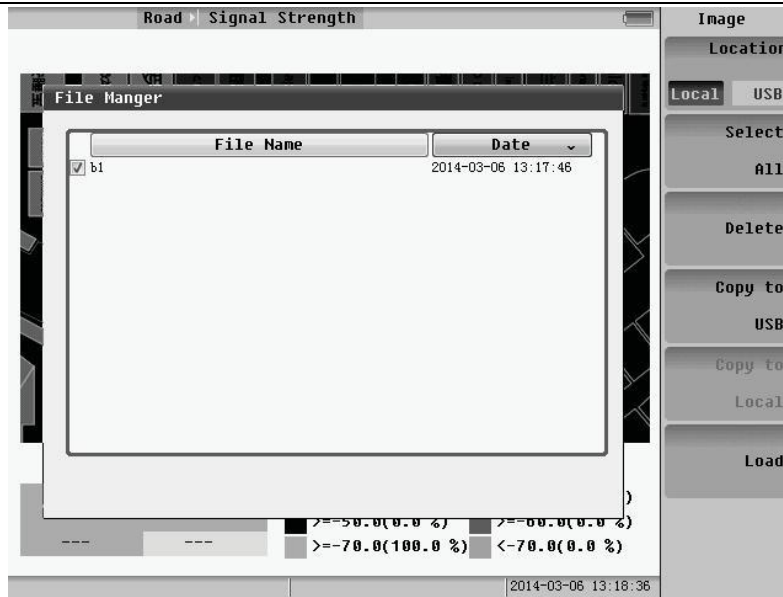 Road Signal Strength
Image
Location
Local USB
Select
All
Delete
Copy to
USB
Copy to
Local
Load
File Manger
File Name Date
b1 2014-03-06 13:17:46
)
>=-50.0(0.0 %) >=-60.0(0.0 %)
--- --- >=-70.0(100.0 %) <-70.0(0.0 %)
2014-03-06 13:18:36